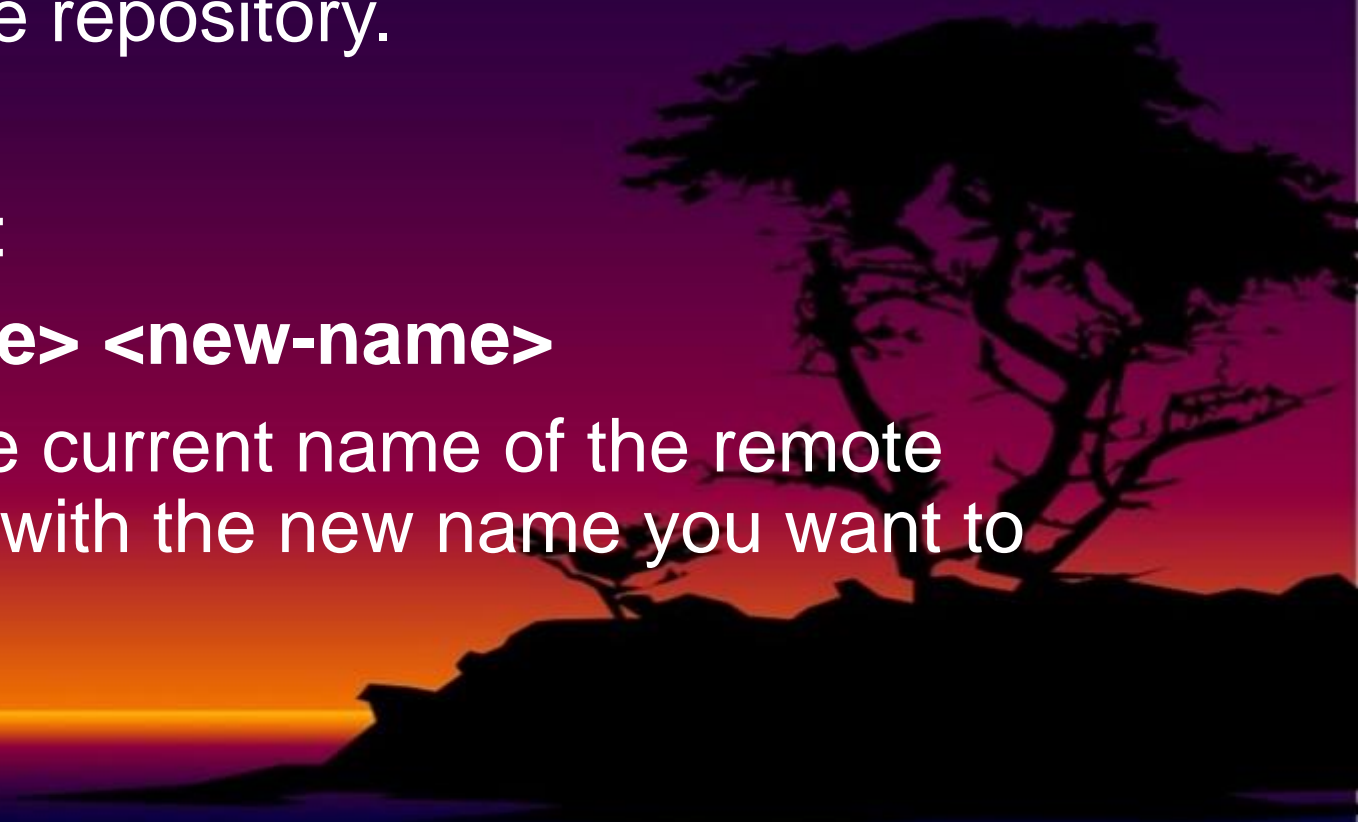 e repository.
:
e> <new-name>
e current name of the remote
with the new name you want to